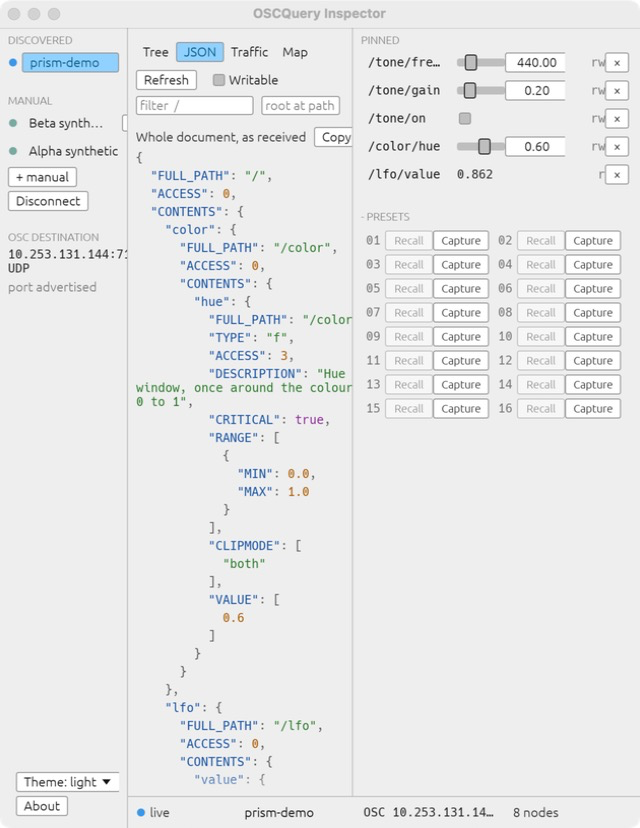 OSCQuery Inspector
DISCOVERED
prism-demo
MANUAL
Beta synth...
Alpha synthetic
+ manual
Disconnect
OSC DESTINATION
10.253.131.144:71
UDP
port advertised
Theme: light
About
Tree JSON Traffic Map
Refresh Writable
filter / root at path
Whole document, as received Copy
{
"FULL_PATH": "/",
"ACCESS": 0,
"CONTENTS": {
"color": {
"FULL_PATH": "/color",
"ACCESS": 0,
"CONTENTS": {
"hue": {
"FULL_PATH": "/color
"TYPE": "f",
"ACCESS": 3,
"DESCRIPTION": "Hue
window, once around the colour
0 to 1",
"CRITICAL": true,
"RANGE": [
{
"MIN": 0.0,
"MAX": 1.0
}
],
"CLIPMODE": [
"both"
],
"VALUE": [
0.6
]
}
}
},
"lfo": {
"FULL_PATH": "/lfo",
"ACCESS": 0,
"CONTENTS": {
"value": {
PINNED
/tone/fre... 440.00 rw ×
/tone/gain 0.20 rw ×
/tone/on rw ×
/color/hue 0.60 rw ×
/lfo/value 0.862 r ×
- PRESETS
01 Recall Capture 02 Recall Capture
03 Recall Capture 04 Recall Capture
05 Recall Capture 06 Recall Capture
07 Recall Capture 08 Recall Capture
09 Recall Capture 10 Recall Capture
11 Recall Capture 12 Recall Capture
13 Recall Capture 14 Recall Capture
15 Recall Capture 16 Recall Capture
live prism-demo OSC 10.253.131.14... 8 nodes